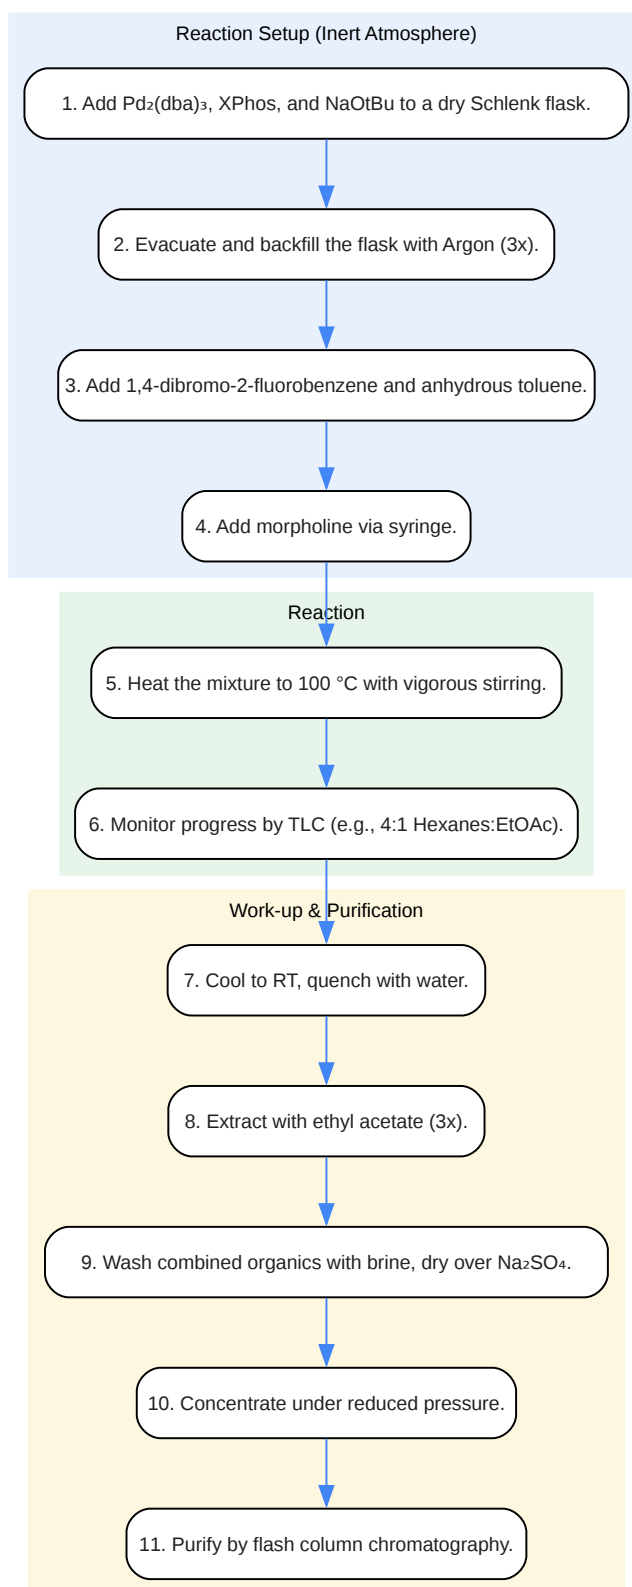 Reaction Setup (Inert Atmosphere)
1. Add Pd₂(dba)₃, XPhos, and NaOtBu to a dry Schlenk flask.
2. Evacuate and backfill the flask with Argon (3x).
3. Add 1,4-dibromo-2-fluorobenzene and anhydrous toluene.
4. Add morpholine via syringe.
Reaction
5. Heat the mixture to 100 °C with vigorous stirring.
6. Monitor progress by TLC (e.g., 4:1 Hexanes:EtOAc).
Work-up & Purification
7. Cool to RT, quench with water.
8. Extract with ethyl acetate (3x).
9. Wash combined organics with brine, dry over Na₂SO₄.
10. Concentrate under reduced pressure.
11. Purify by flash column chromatography.